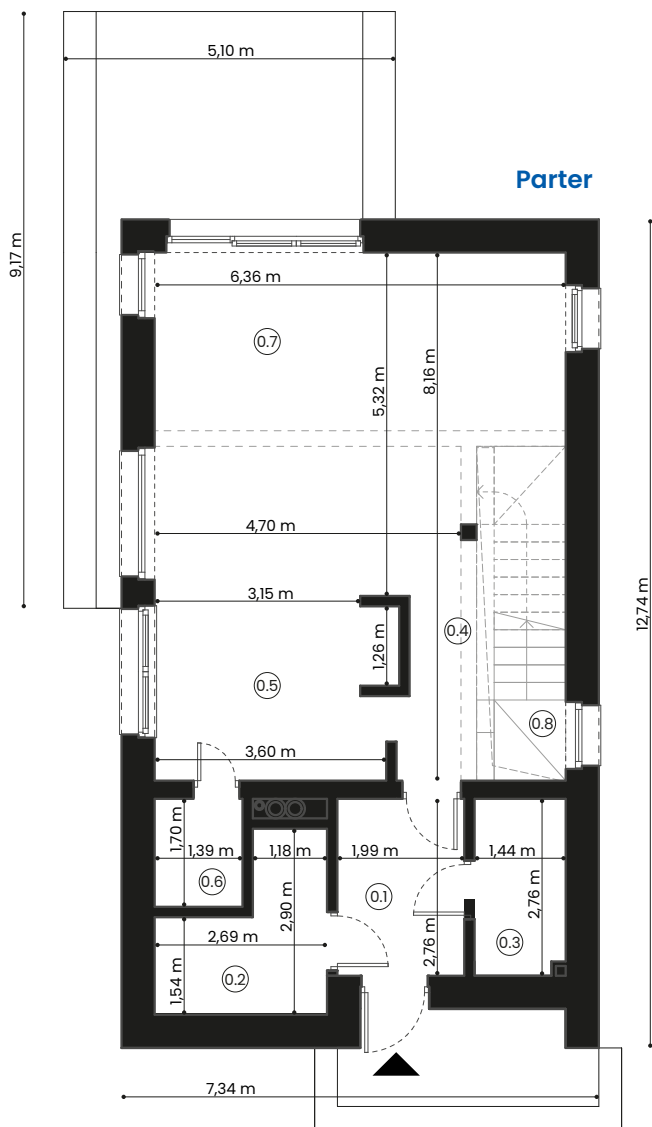 5,10 m
Parter
9,17 m
6,36 m
0.7
5,32 m
8,16 m
4,70 m
3,15 m
0.4
1,26 m
12,74 m
0.5
0.8
3,60 m
1,70 m
1,39 m
1,18 m
1,99 m
1,44 m
0.6
0.1
2,90 m
2,76 m
2,69 m
2,76 m
0.3
0.2
1,54 m
7,34 m